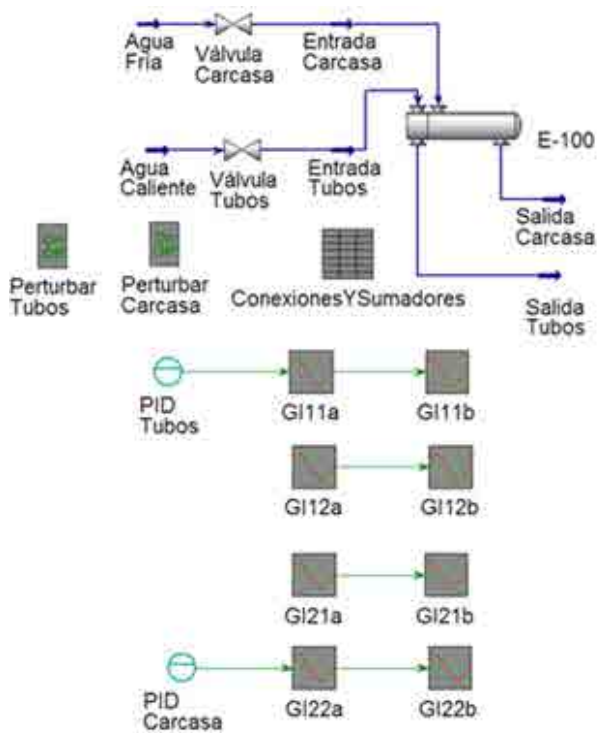 Agua
Fría
Válvula
Carcasa
Entrada
Carcasa
E-100
Agua
Caliente
Válvula
Tubos
Entrada
Tubos
Salida
Carcasa
Perturbar
Tubos
Perturbar
Carcasa
ConexionesYSumadores
Salida
Tubos
PID
Tubos
GI11a
GI11b
GI12a
GI12b
GI21a
GI21b
PID
Carcasa
GI22a
GI22b